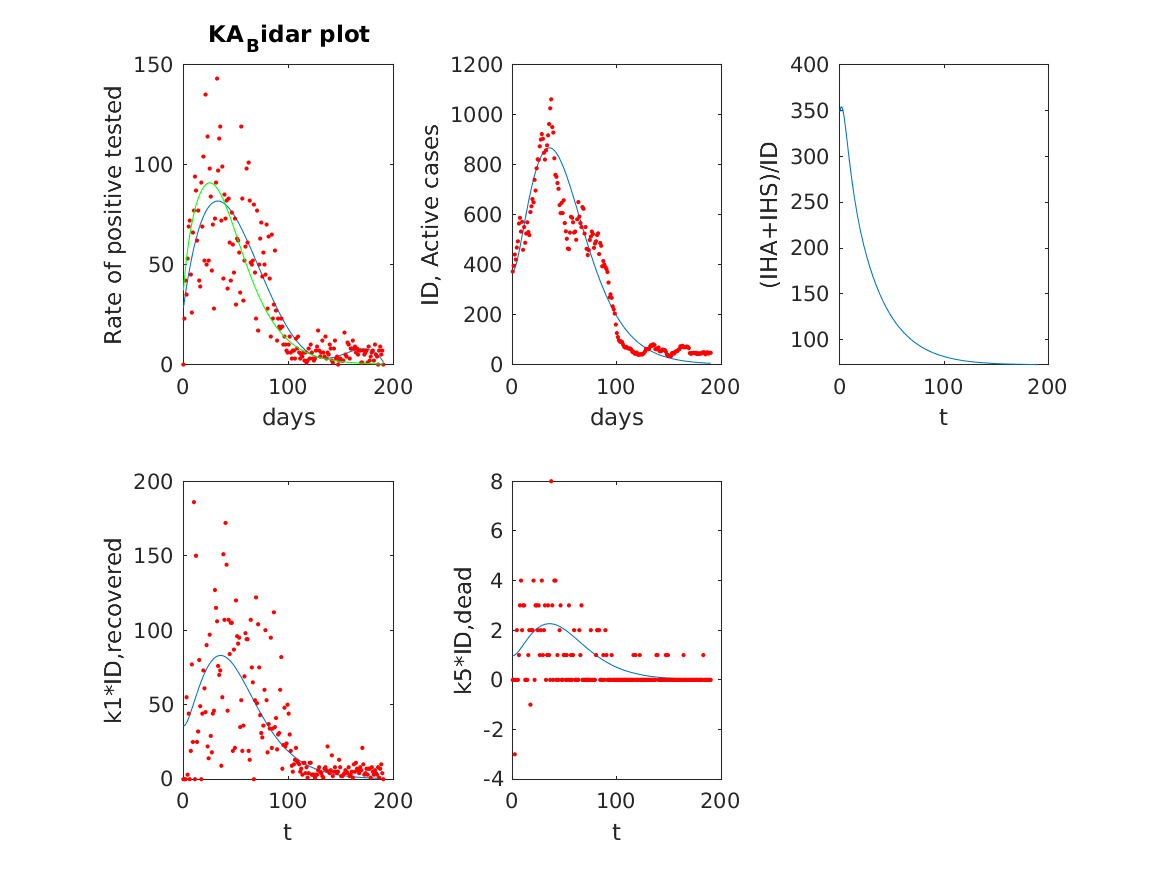 KA_Bidar plot
150
100
50
0
Rate of positive tested
0 100 200
days
1200
1000
800
600
400
200
0
ID, Active cases
0 100 200
days
400
350
300
250
200
150
100
(IHA+IHS)/ID
0 100 200
t
200
150
100
50
0
k1*ID,recovered
0 100 200
t
8
6
4
2
0
-2
-4
k5*ID,dead
0 100 200
t